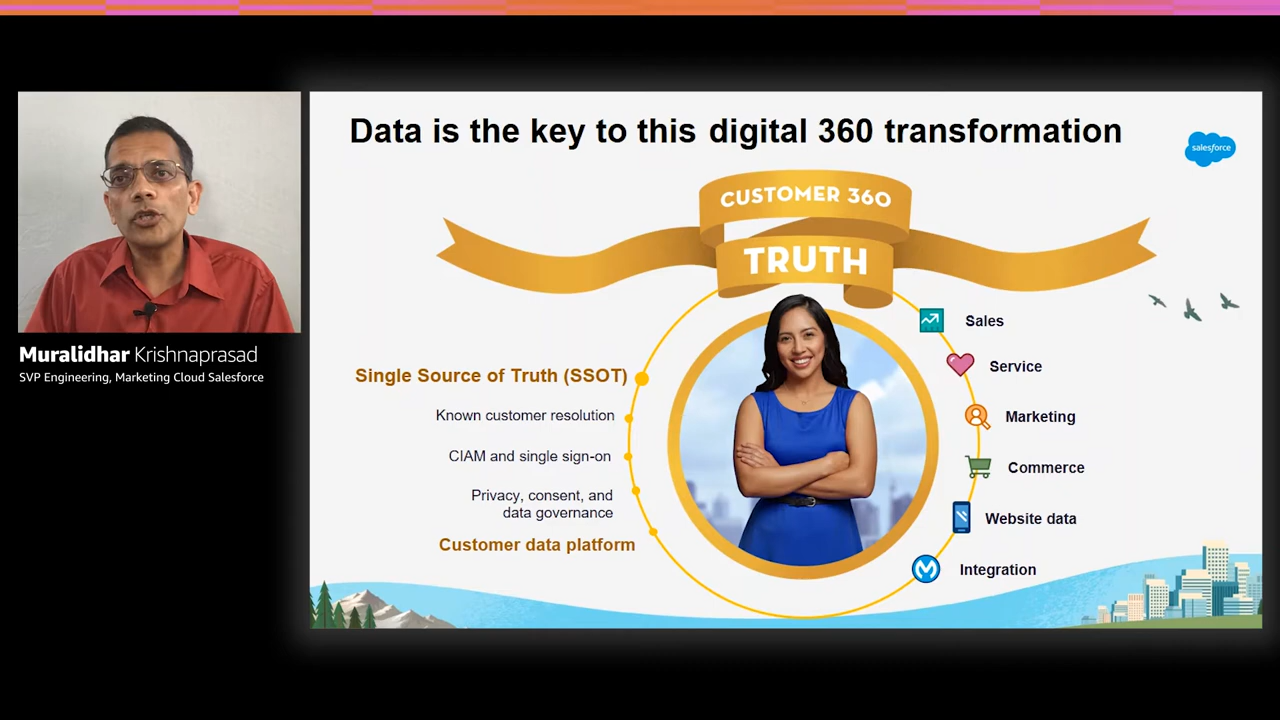 Data is the key to this digital 360 transformation
salesforce
CUSTOMER 360
TRUTH
Single Source of Truth (SSOT)
Known customer resolution
CIAM and single sign-on
Privacy, consent, and
data governance
Customer data platform
Sales
Service
Marketing
Commerce
Website data
Integration
Muralidhar Krishnaprasad
SVP Engineering, Marketing Cloud Salesforce